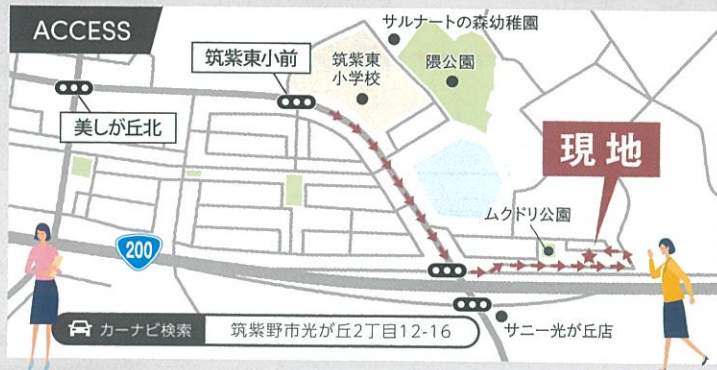 ACCESS
サルナートの森幼稚園
筑紫東小前
筑紫東
小学校
隈公園
美しが丘北
現地
ムクドリ公園
200
サニー光が丘店
カーナビ検索 筑紫野市光が丘2丁目12-16